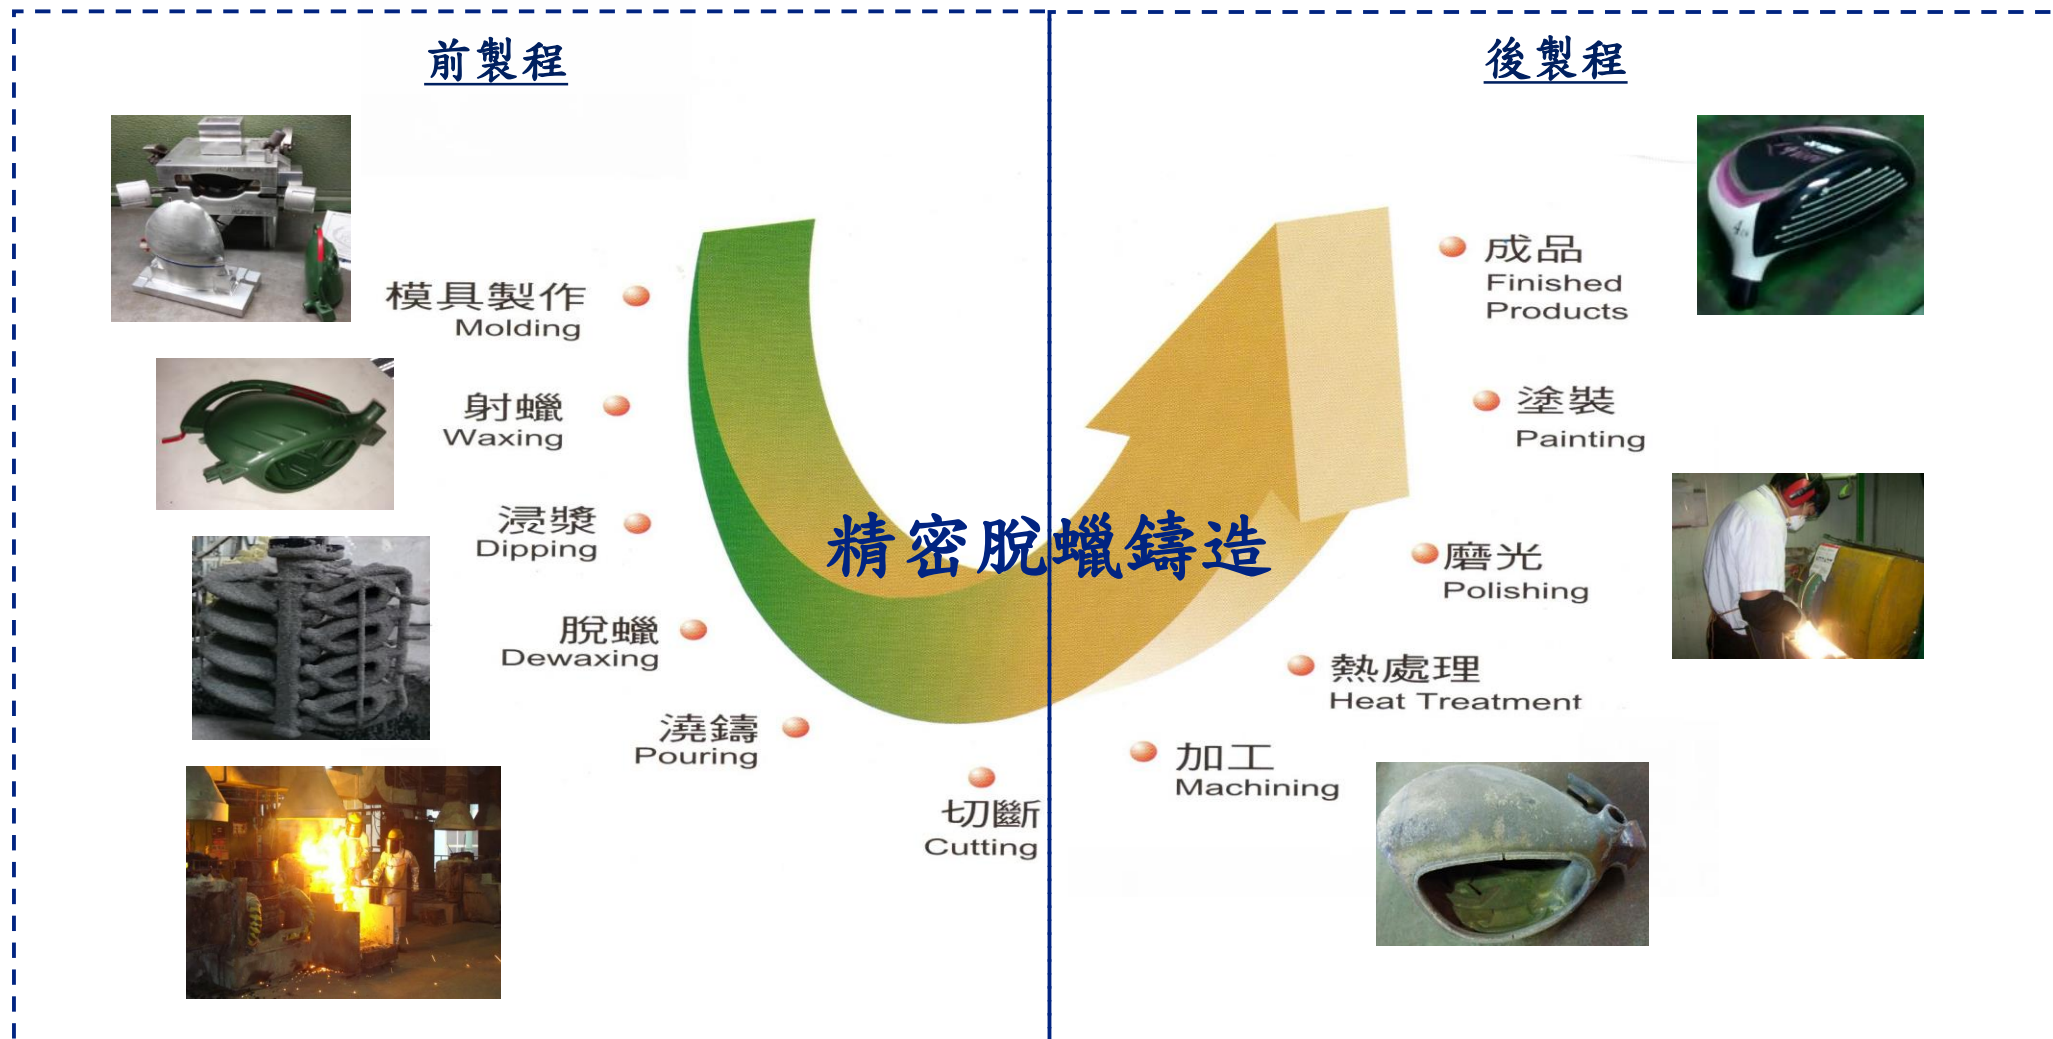 前製程
後製程
模具製作
Molding
射蠟
Waxing
浸漿
Dipping
脫蠟
Dewaxing
澆鑄
Pouring
切斷
Cutting
精密脫蠟鑄造
加工
Machining
熱處理
Heat Treatment
磨光
Polishing
塗裝
Painting
成品
Finished
Products